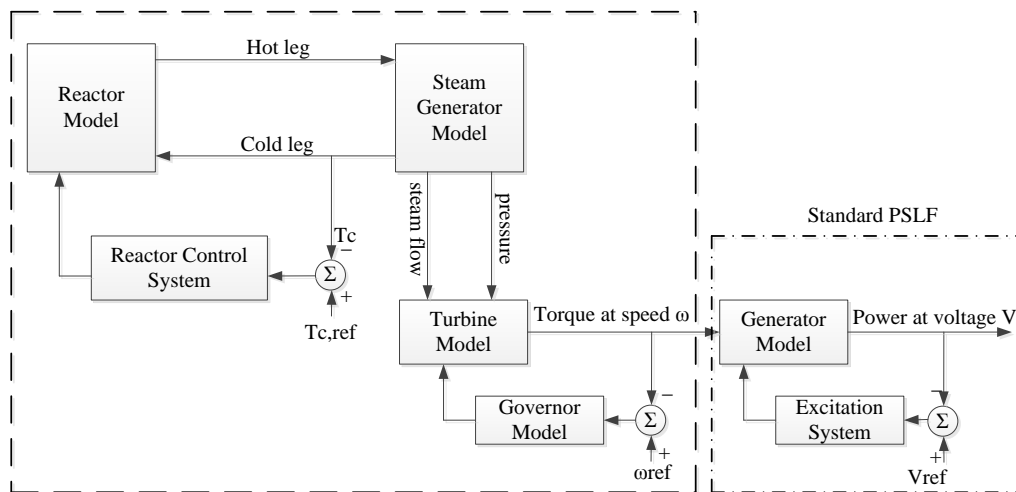 Hot leg
Reactor
Model
Steam
Generator
Model
Cold leg
steam flow
pressure
Standard PSLF
Tc
−
Reactor Control
System
Σ
+
Tc,ref
Turbine
Model
Torque at speed ω
Generator
Model
Power at voltage V
−
Governor
Model
Σ
+
ωref
−
Excitation
System
Σ
+
Vref